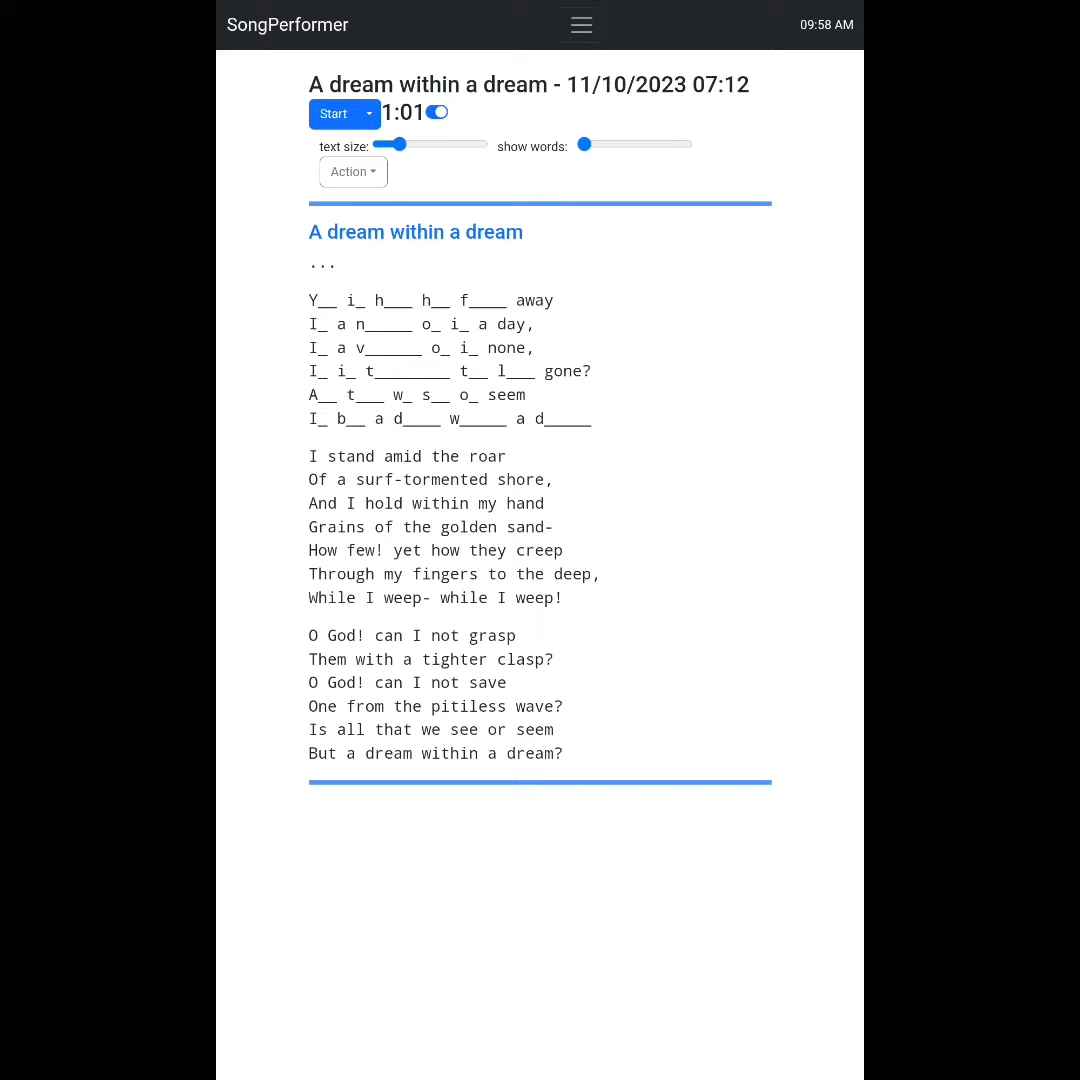 SongPerformer
09:58 AM
A dream within a dream - 11/10/2023 07:12
Start 1:01
text size: show words:
Action
A dream within a dream
...
Y__ i_ h___ h__ f____ away
I_ a n_____ o_ i_ a day,
I_ a v______ o_ i_ none,
I_ i_ t________ t__ l___ gone?
A__ t___ w_ s__ o_ seem
I_ b__ a d____ w_____ a d_____
I stand amid the roar
Of a surf-tormented shore,
And I hold within my hand
Grains of the golden sand-
How few! yet how they creep
Through my fingers to the deep,
While I weep- while I weep!
O God! can I not grasp
Them with a tighter clasp?
O God! can I not save
One from the pitiless wave?
Is all that we see or seem
But a dream within a dream?